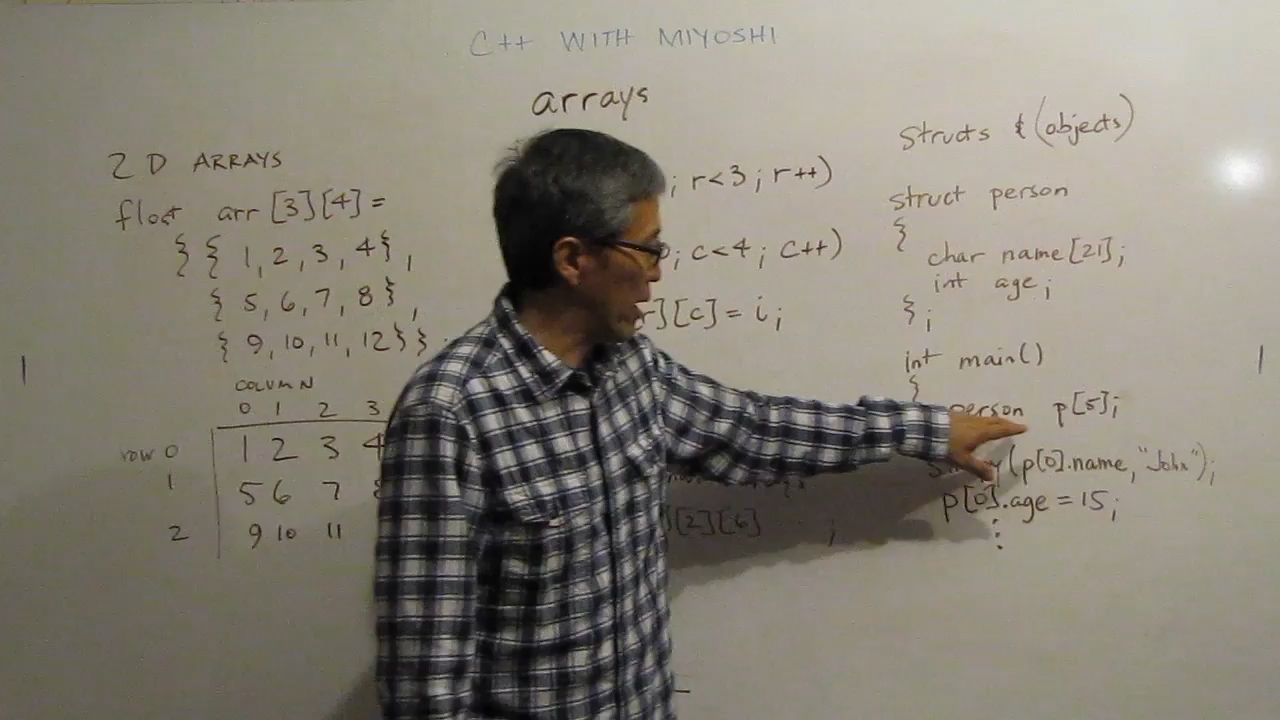 C++ WITH MIYOSHI
arrays
2 D ARRAYS
float arr [3][4] =
{ { 1, 2, 3, 4},
{ 5, 6, 7, 8 },
{ 9, 10, 11, 12}}
COLUMN
0 1 2 3
row 0 1 2 3 4
1 5 6 7
2 9 10 11
; r<3 ; r++)
; c<4 ; c++)
][c] = i;
][2][6] ;
Structs & (objects)
struct person
{
char name [21];
int age;
};
int main()
{
person p[5];
(p[0].name, "John");
p[0].age = 15;